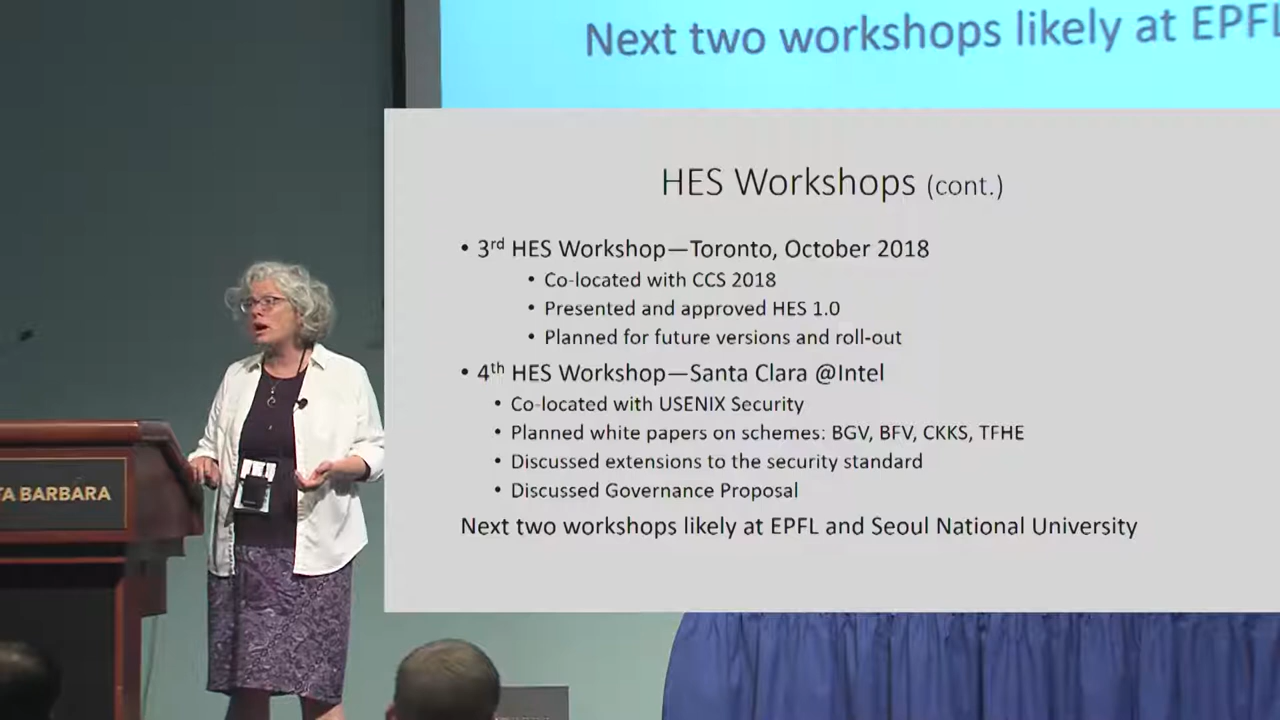 Next two workshops likely at EPFL
HES Workshops (cont.)
• 3rd HES Workshop—Toronto, October 2018
• Co-located with CCS 2018
• Presented and approved HES 1.0
• Planned for future versions and roll-out
• 4th HES Workshop—Santa Clara @Intel
• Co-located with USENIX Security
• Planned white papers on schemes: BGV, BFV, CKKS, TFHE
• Discussed extensions to the security standard
• Discussed Governance Proposal
Next two workshops likely at EPFL and Seoul National University
TA BARBARA